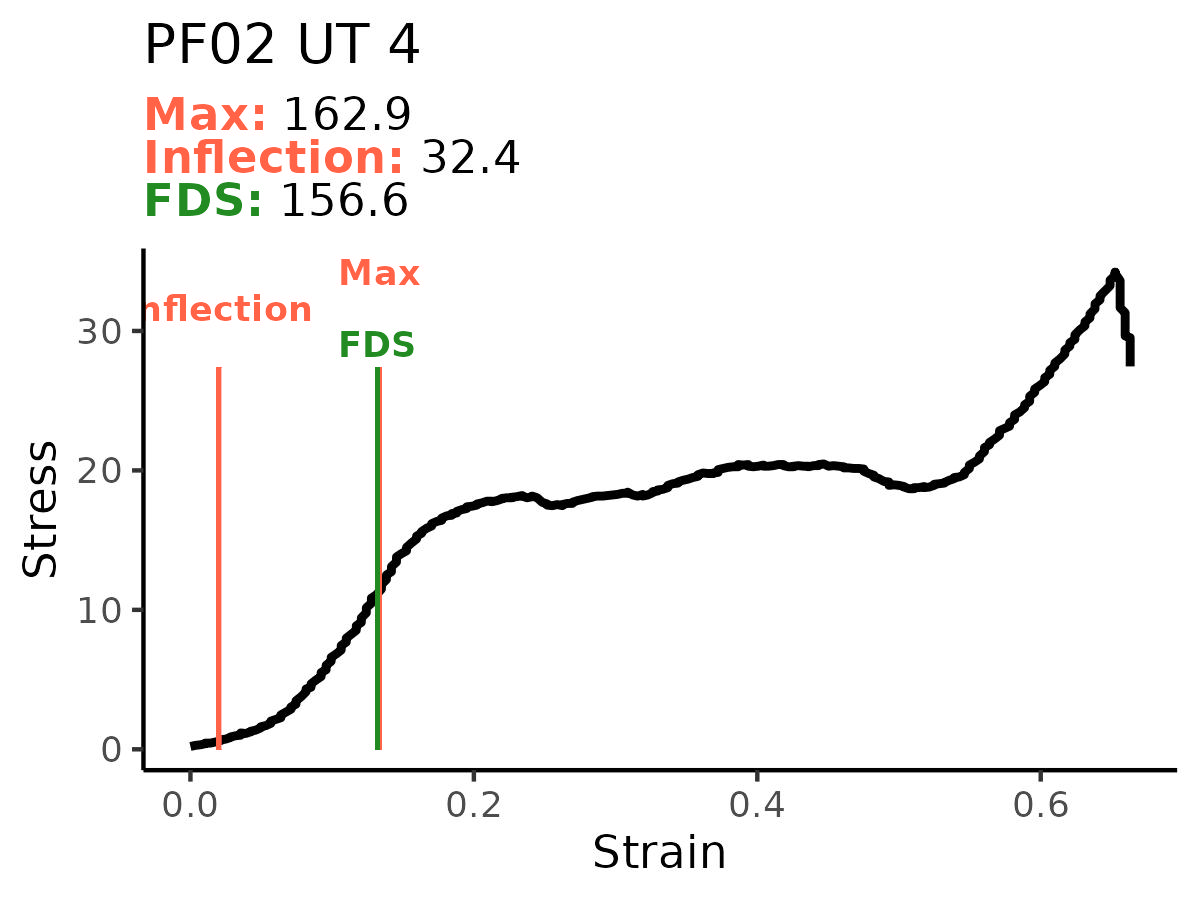 PF02 UT 4
Max: 162.9
Inflection: 32.4
FDS: 156.6
Max
nflection
FDS
30
20
10
0
Stress
0.0 0.2 0.4 0.6
Strain